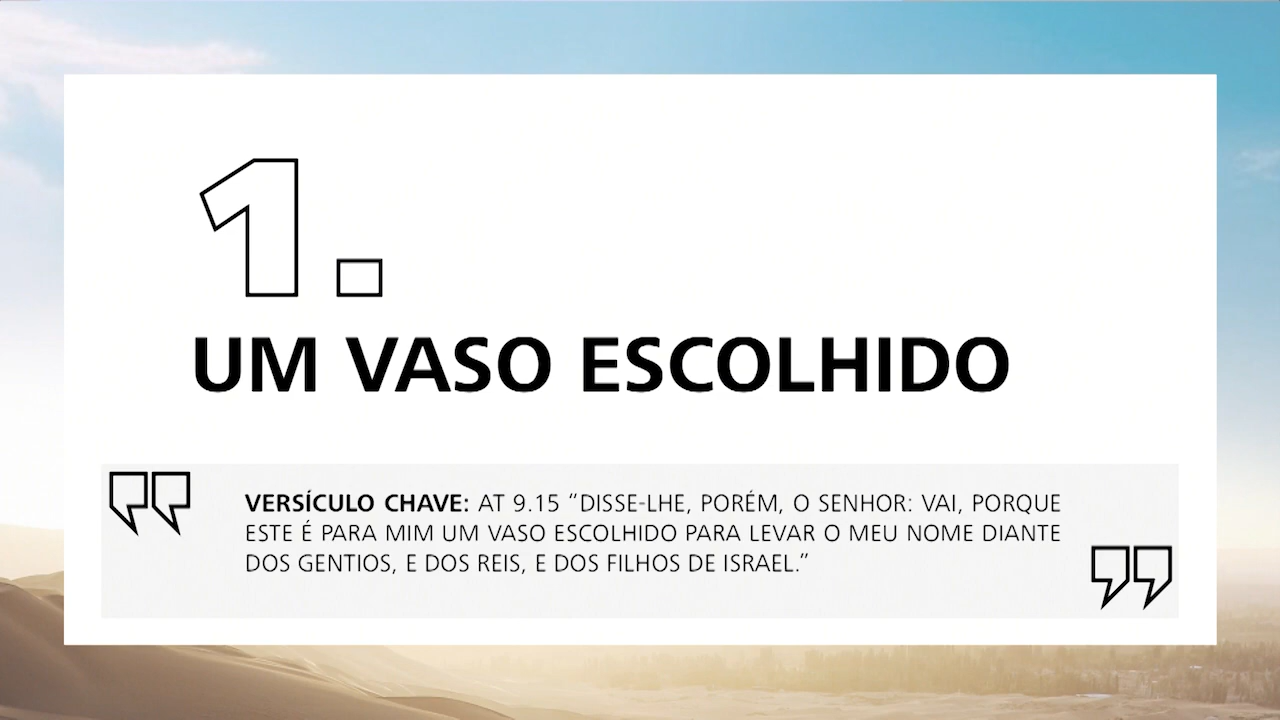 1.
UM VASO ESCOLHIDO
VERSÍCULO CHAVE: AT 9.15 “DISSE-LHE, PORÉM, O SENHOR: VAI, PORQUE
ESTE É PARA MIM UM VASO ESCOLHIDO PARA LEVAR O MEU NOME DIANTE
DOS GENTIOS, E DOS REIS, E DOS FILHOS DE ISRAEL.”